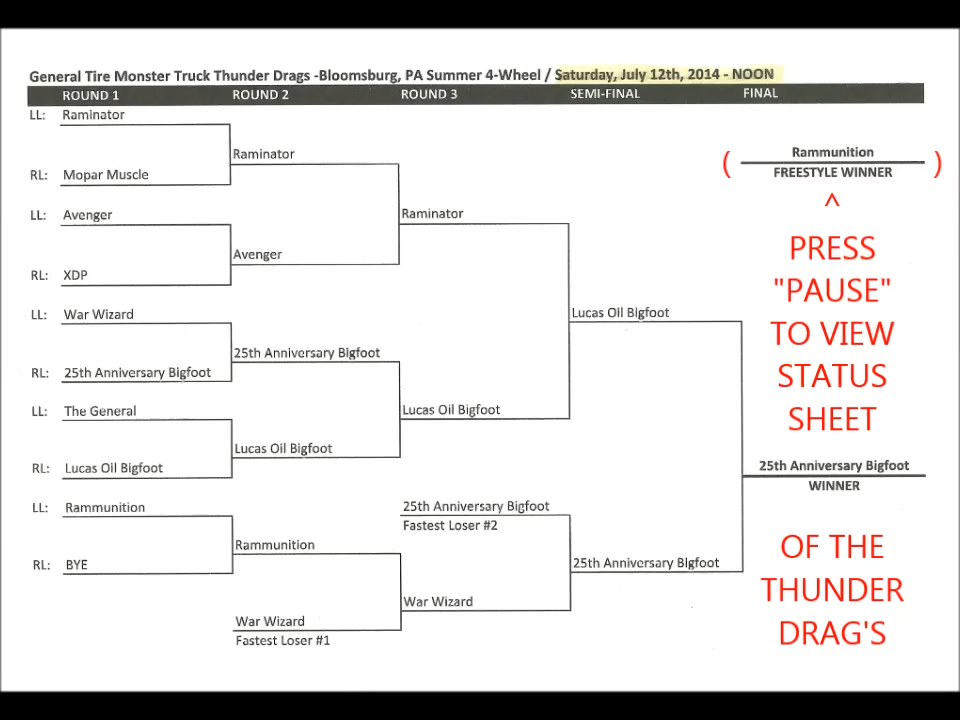 General Tire Monster Truck Thunder Drags -Bloomsburg, PA Summer 4-Wheel / Saturday, July 12th, 2014 - NOON
ROUND 1 ROUND 2 ROUND 3 SEMI-FINAL FINAL
LL: Raminator
Raminator
RL: Mopar Muscle
LL: Avenger
Raminator
Avenger
RL: XDP
LL: War Wizard
Lucas Oil Bigfoot
25th Anniversary Bigfoot
RL: 25th Anniversary Bigfoot
LL: The General
Lucas Oil Bigfoot
Lucas Oil Bigfoot
RL: Lucas Oil Bigfoot
LL: Rammunition
25th Anniversary Bigfoot
Fastest Loser #2
Rammunition
RL: BYE
25th Anniversary Bigfoot
War Wizard
War Wizard
Fastest Loser #1
( Rammunition )
FREESTYLE WINNER
^
PRESS
"PAUSE"
TO VIEW
STATUS
SHEET
25th Anniversary Bigfoot
WINNER
OF THE
THUNDER
DRAG'S